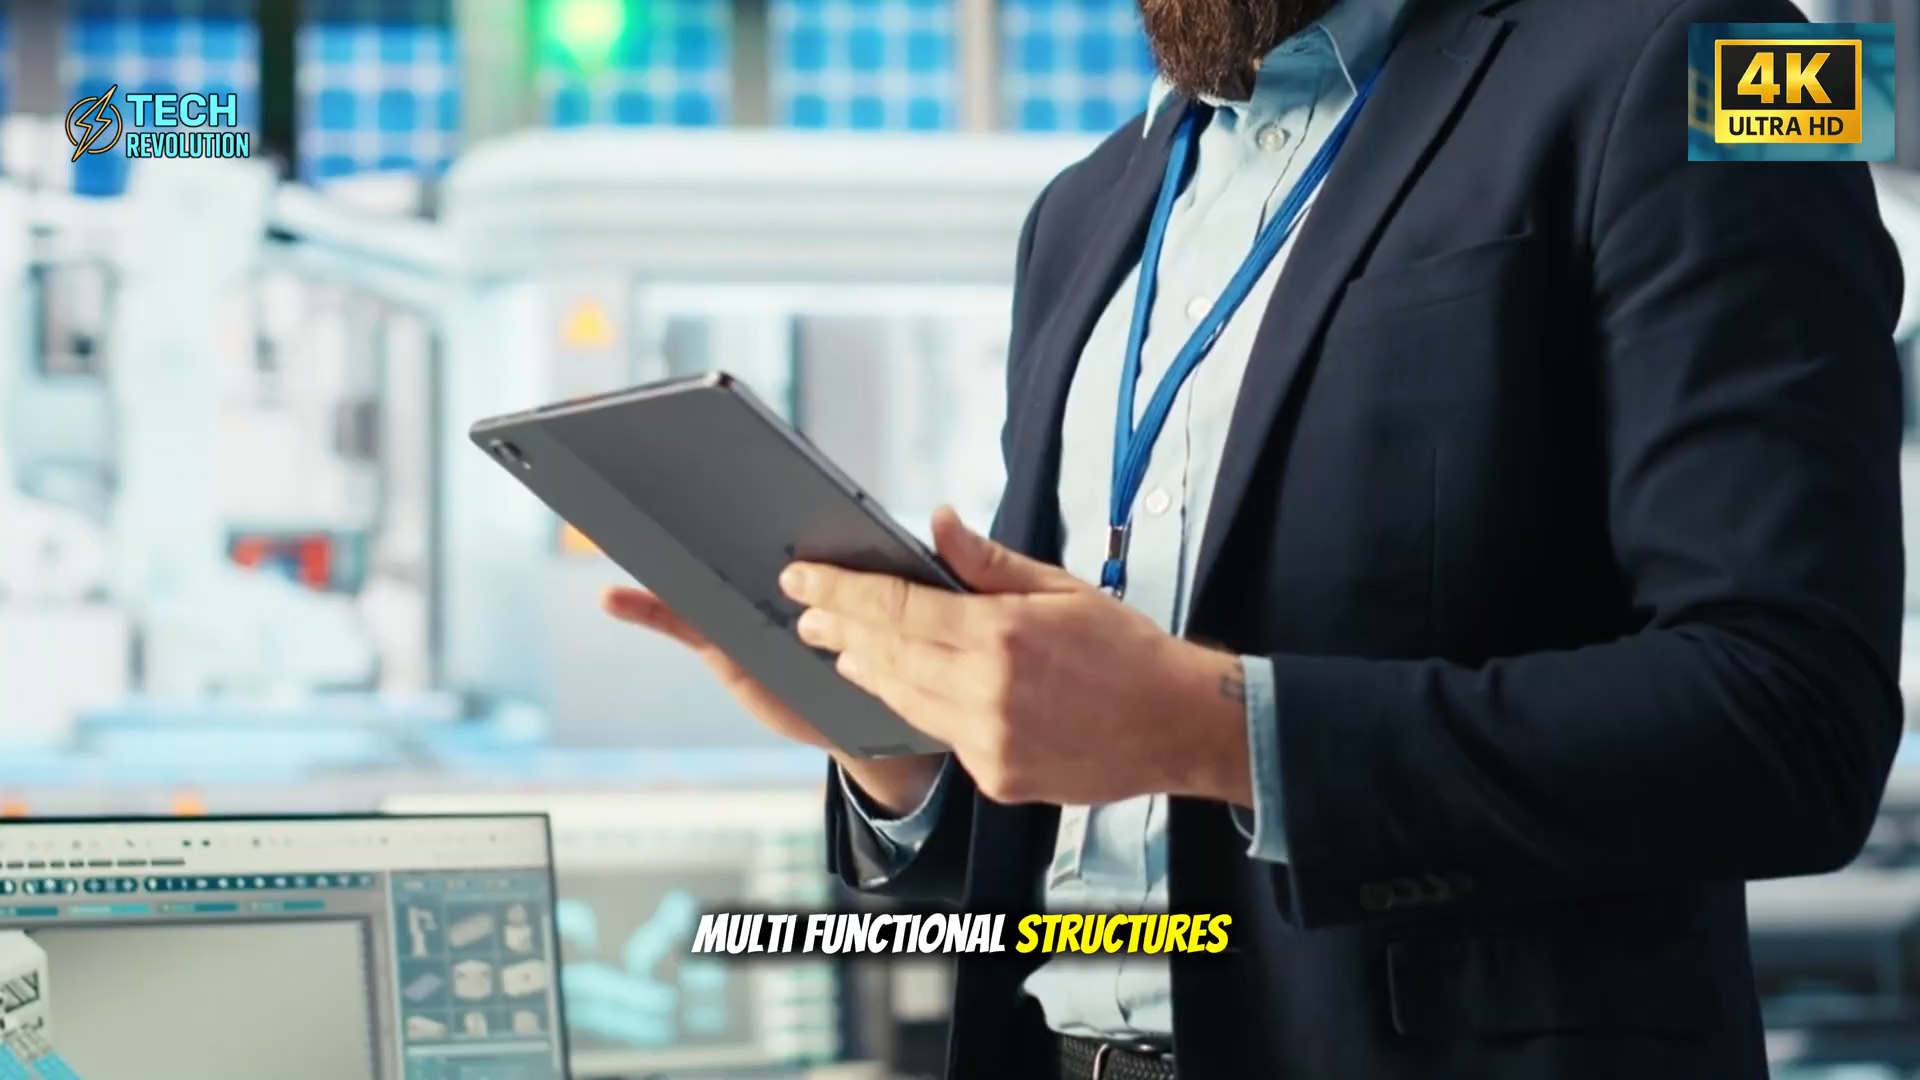 TECH
REVOLUTION
4K
ULTRA HD
MULTI FUNCTIONAL STRUCTURES